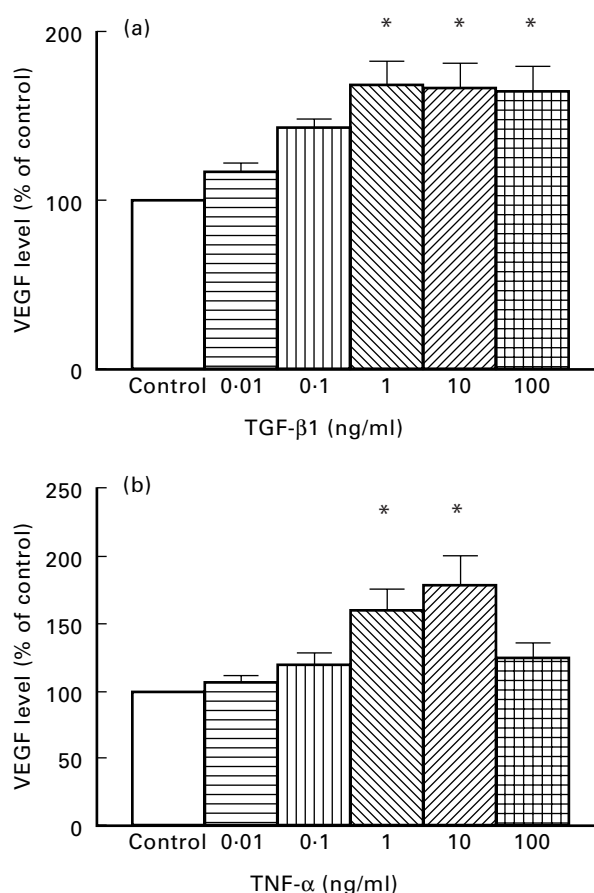 (a)
* * *
200
100
0
VEGF level (% of control)
Control 0·01 0·1 1 10 100
TGF-β1 (ng/ml)
(b)
* *
250
200
150
100
50
0
VEGF level (% of control)
Control 0·01 0·1 1 10 100
TNF-α (ng/ml)